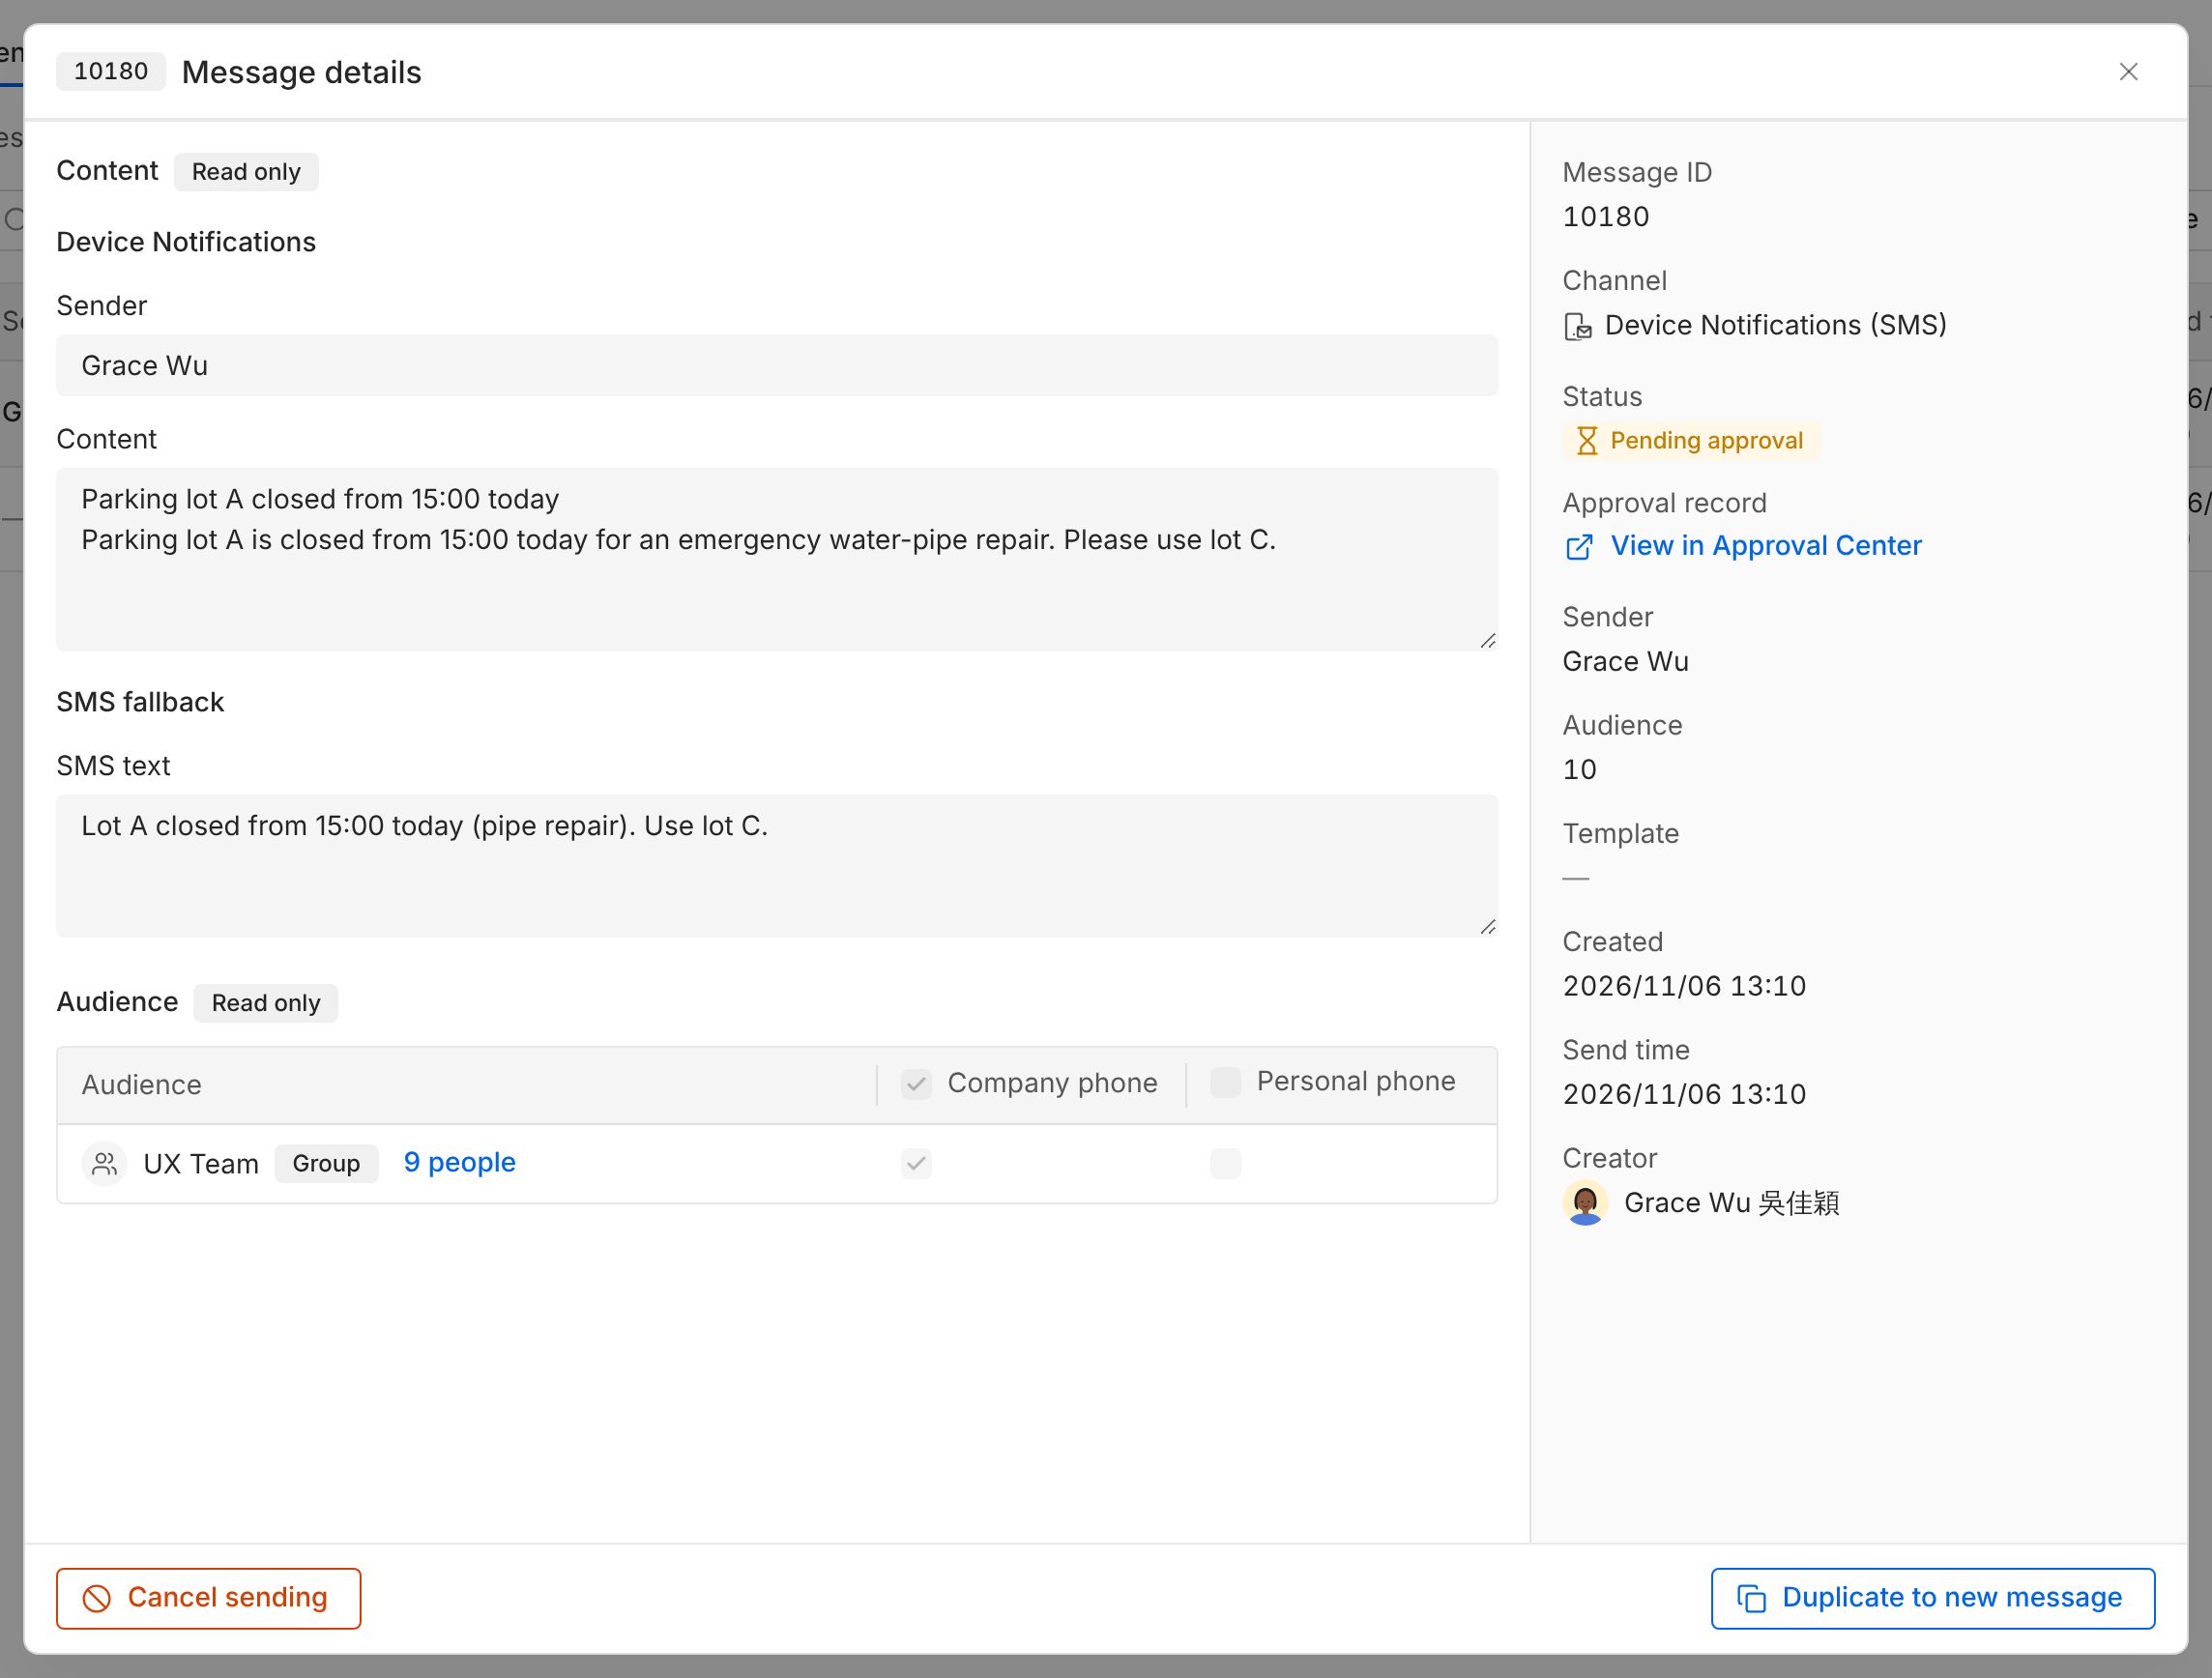 10180 Message details
Content Read only
Device Notifications
Sender
Grace Wu
Content
Parking lot A closed from 15:00 today
Parking lot A is closed from 15:00 today for an emergency water-pipe repair. Please use lot C.
SMS fallback
SMS text
Lot A closed from 15:00 today (pipe repair). Use lot C.
Audience Read only
Audience Company phone Personal phone
UX Team Group 9 people
Message ID
10180
Channel
Device Notifications (SMS)
Status
Pending approval
Approval record
View in Approval Center
Sender
Grace Wu
Audience
10
Template
—
Created
2026/11/06 13:10
Send time
2026/11/06 13:10
Creator
Grace Wu 吳佳穎
Cancel sending
Duplicate to new message